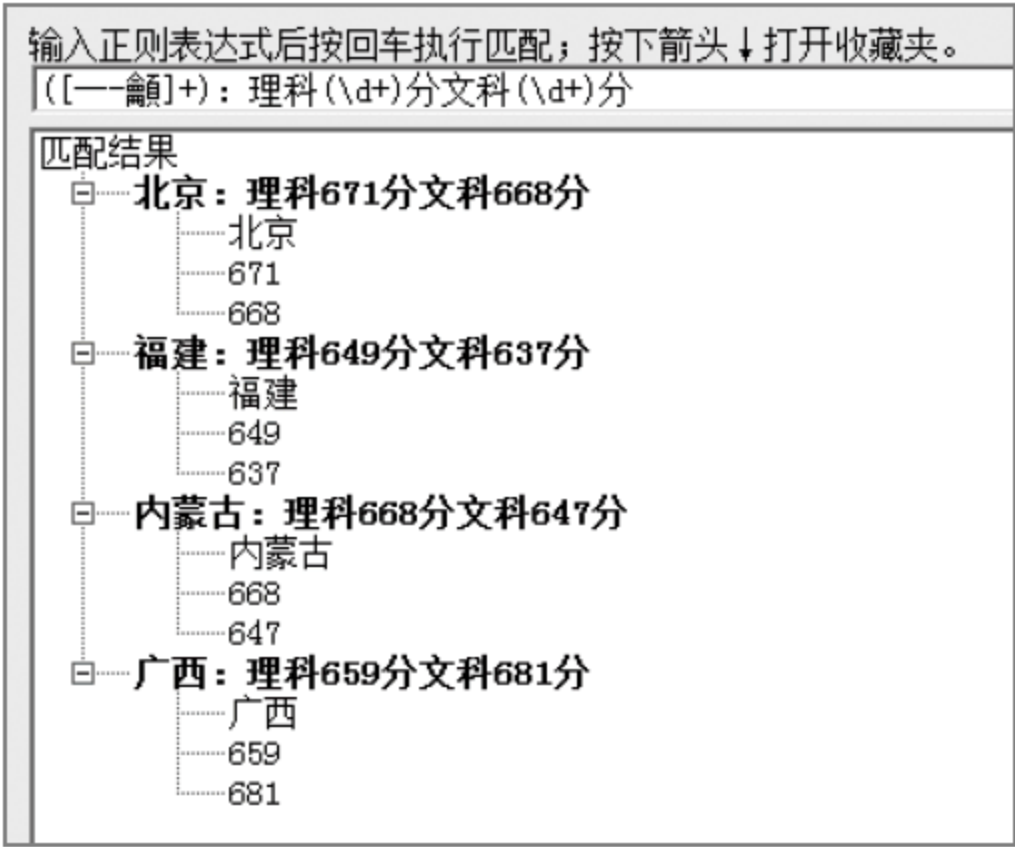 输入正则表达式后按回车执行匹配；按下箭头↓打开收藏夹。
([一-龥]+)：理科(\d+)分文科(\d+)分
匹配结果
北京：理科671分文科668分
北京
671
668
福建：理科649分文科637分
福建
649
637
内蒙古：理科668分文科647分
内蒙古
668
647
广西：理科659分文科681分
广西
659
681